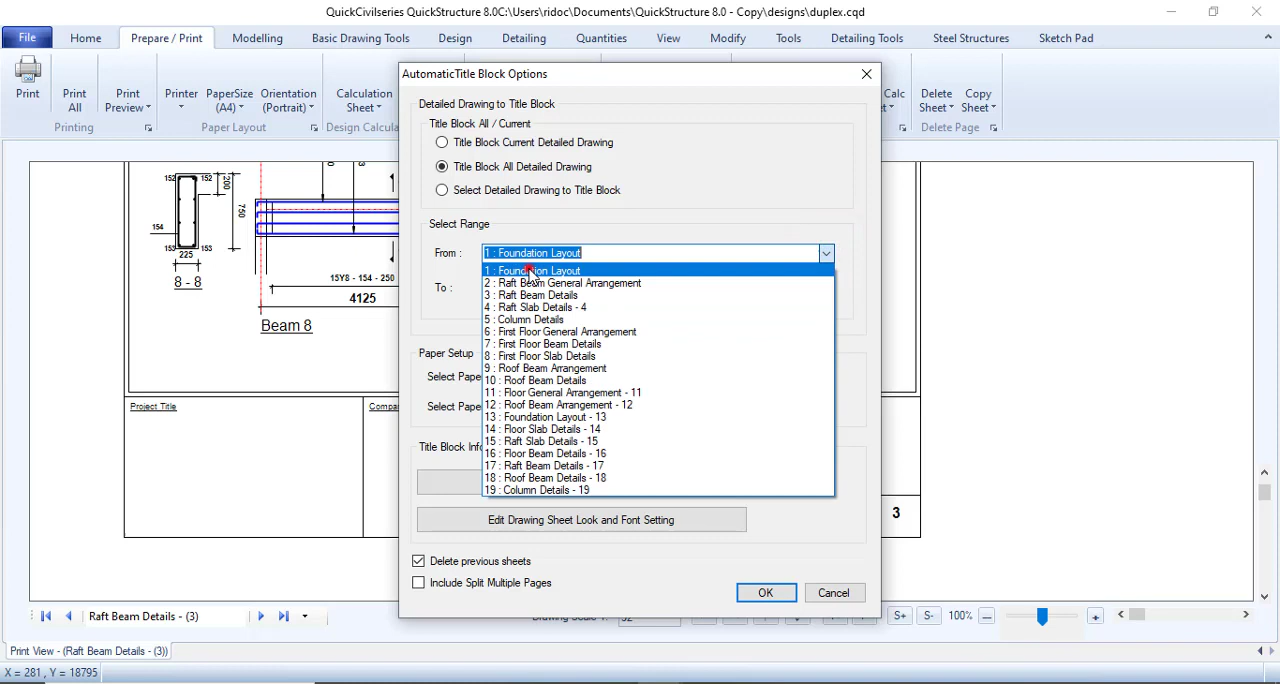 QuickCivilseries QuickStructure 8.0C:\Users\ridoc\Documents\QuickStructure 8.0 - Copy\designs\duplex.cqd
File Home Prepare / Print Modelling Basic Drawing Tools Design Detailing Quantities View Modify Tools Detailing Tools Steel Structures Sketch Pad
Print
Print All
Print Preview
Printing
Printer
PaperSize (A4)
Orientation (Portrait)
Paper Layout
Calculation Sheet
Design Calcula
Calc
Delete Sheet
Copy Sheet
Delete Page
AutomaticTitle Block Options
Detailed Drawing to Title Block
Title Block All / Current
Title Block Current Detailed Drawing
Title Block All Detailed Drawing
Select Detailed Drawing to Title Block
Select Range
From :
1 : Foundation Layout
To :
1 : Foundation Layout
2 : Raft Beam General Arrangement
3 : Raft Beam Details
4 : Raft Slab Details - 4
5 : Column Details
6 : First Floor General Arrangement
7 : First Floor Beam Details
8 : First Floor Slab Details
9 : Roof Beam Arrangement
10 : Roof Beam Details
11 : Floor General Arrangement - 11
12 : Roof Beam Arrangement - 12
13 : Foundation Layout - 13
14 : Floor Slab Details - 14
15 : Raft Slab Details - 15
16 : Floor Beam Details - 16
17 : Raft Beam Details - 17
18 : Roof Beam Details - 18
19 : Column Details - 19
Paper Setup
Select Pape
Select Pape
Title Block Inf
Edit Drawing Sheet Look and Font Setting
Delete previous sheets
Include Split Multiple Pages
OK
Cancel
152 152
200
750
154
153 153
225
8 - 8
15Y8 - 154 - 250
4125
Beam 8
Project Title
Compa
3
Raft Beam Details - (3)
S+ S- 100%
Print View - (Raft Beam Details - (3))
X = 281 , Y = 18795